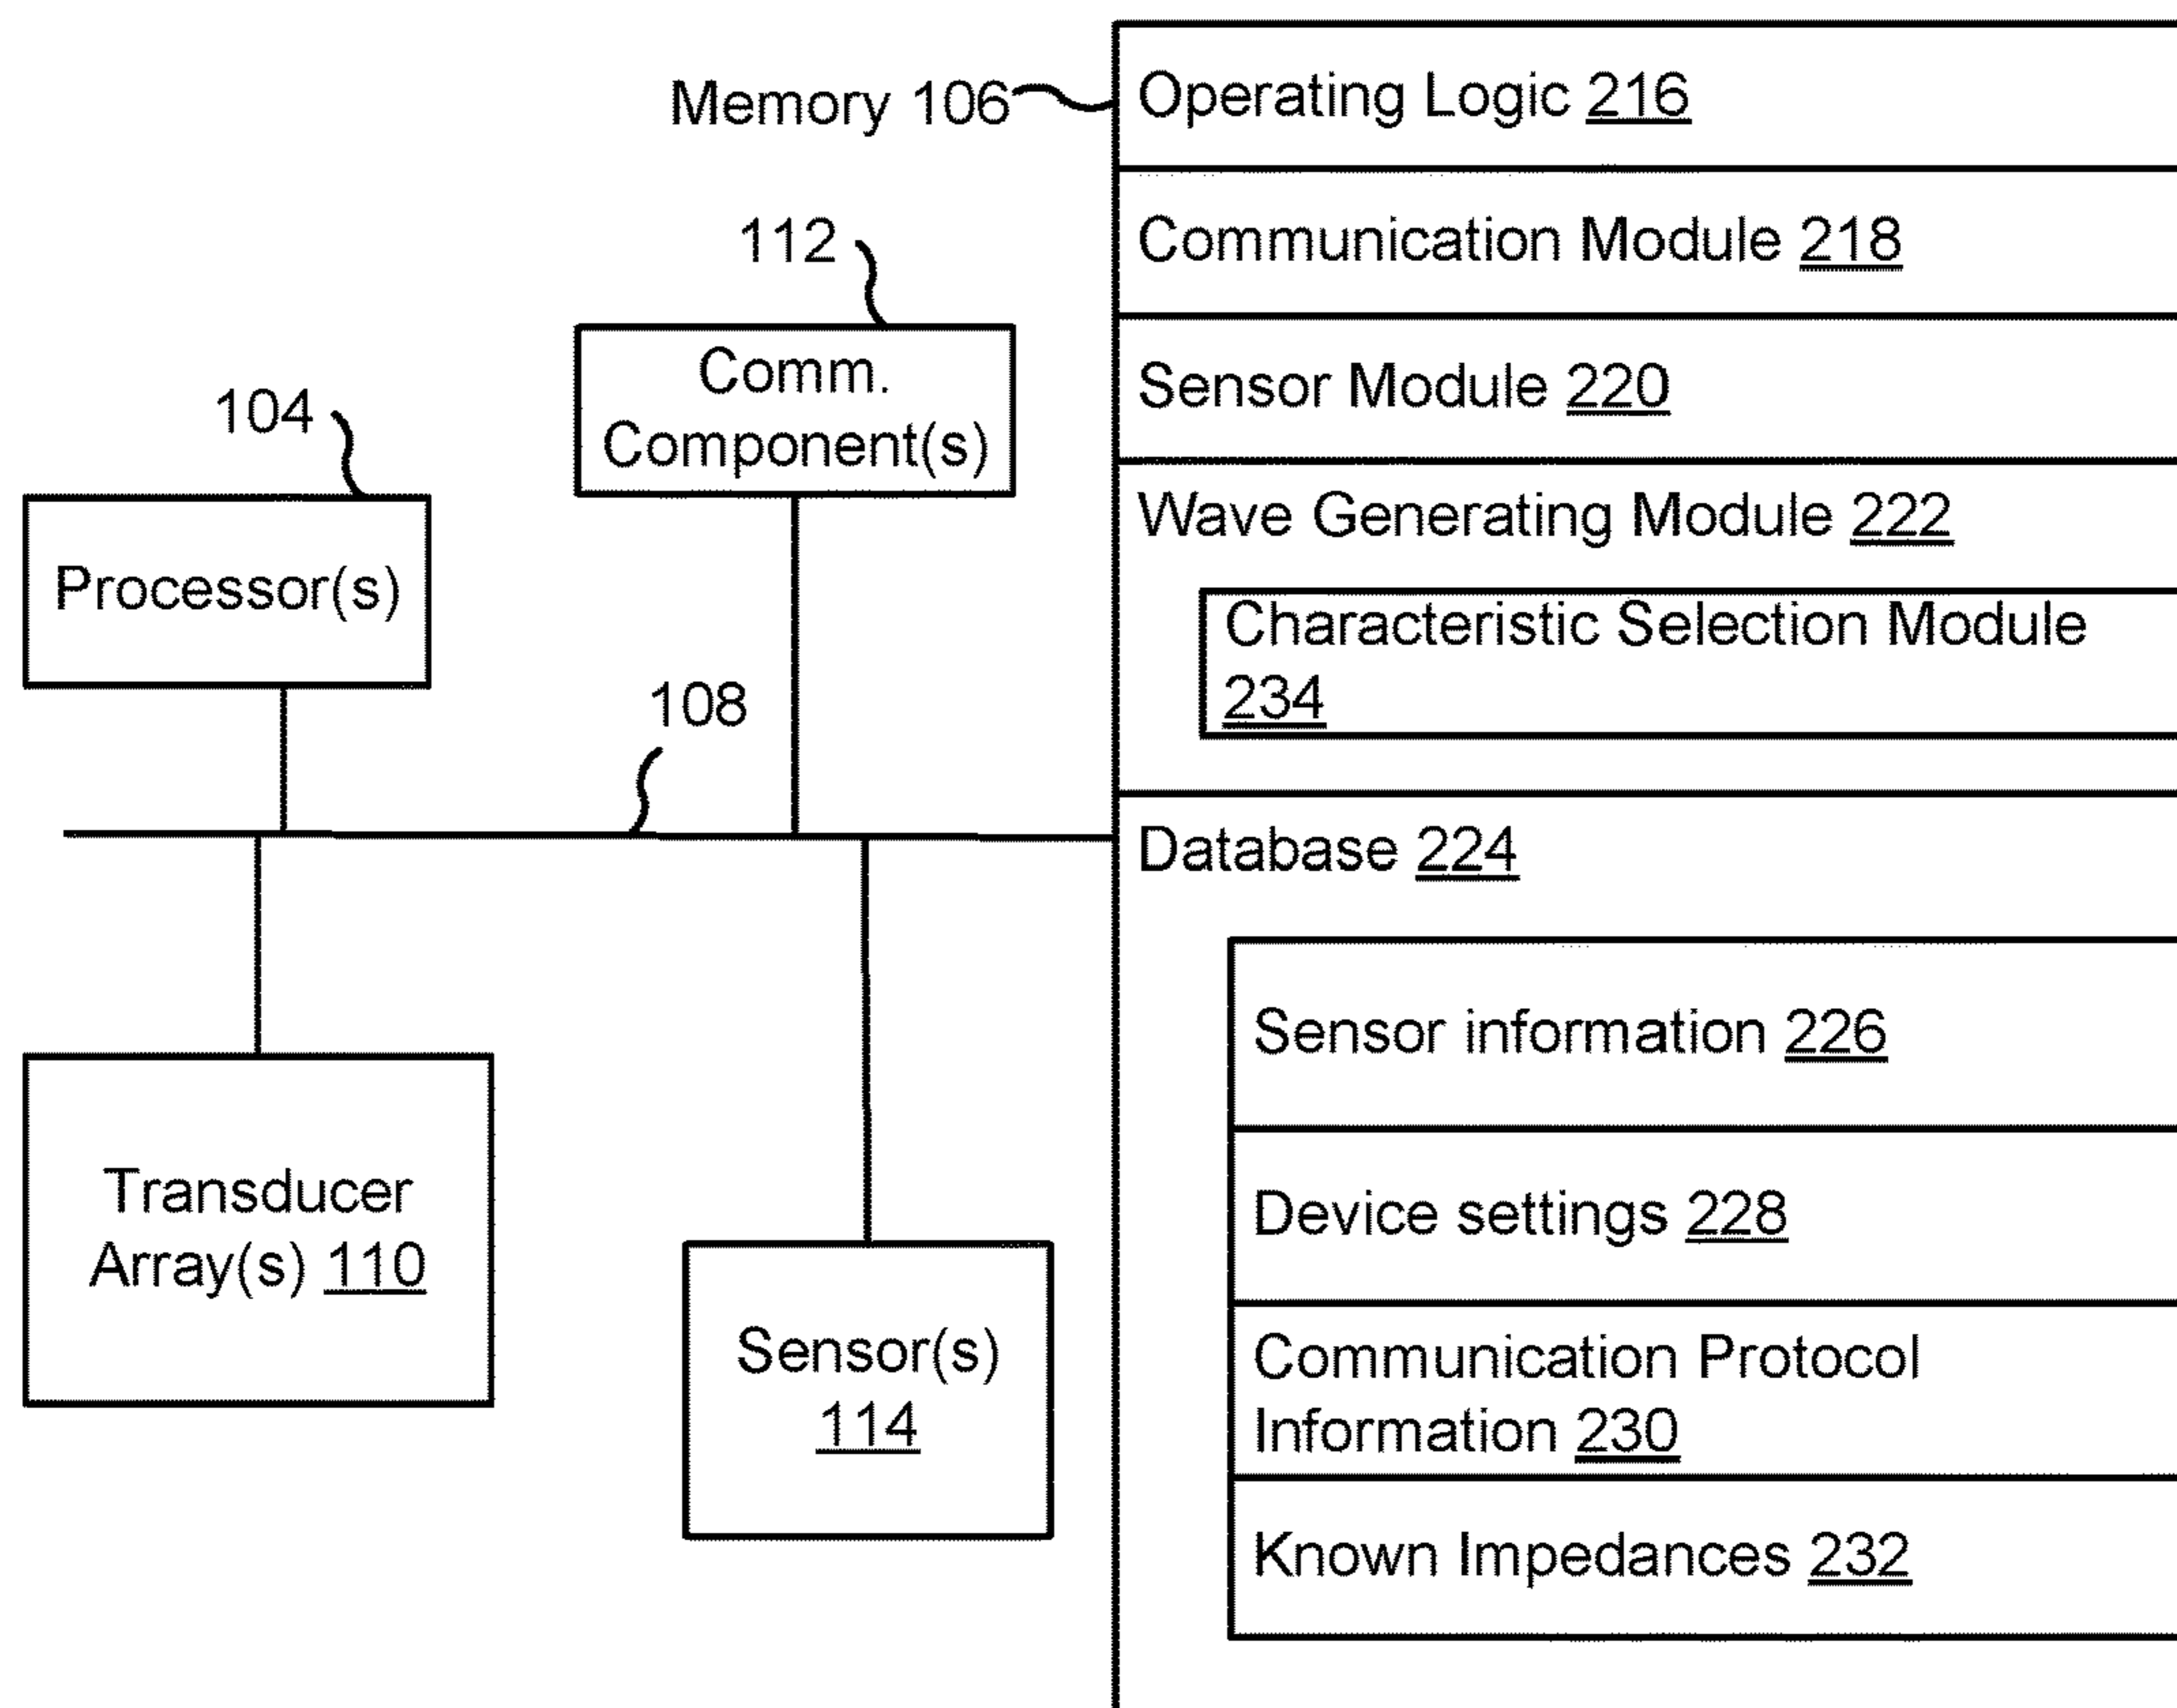 Memory 106
112
Comm.
Component(s)
104
Processor(s)
108
Transducer
Array(s) 110
Sensor(s)
114
Operating Logic 216
Communication Module 218
Sensor Module 220
Wave Generating Module 222
Characteristic Selection Module
234
Database 224
Sensor information 226
Device settings 228
Communication Protocol
Information 230
Known Impedances 232